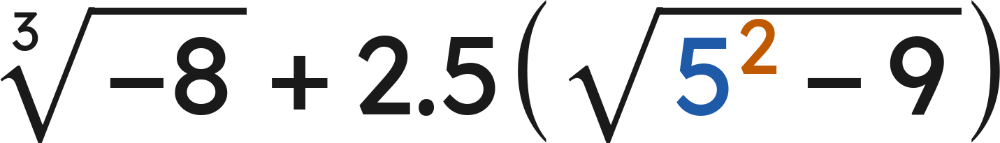 ∛(−8) + 2.5(√(5² − 9))